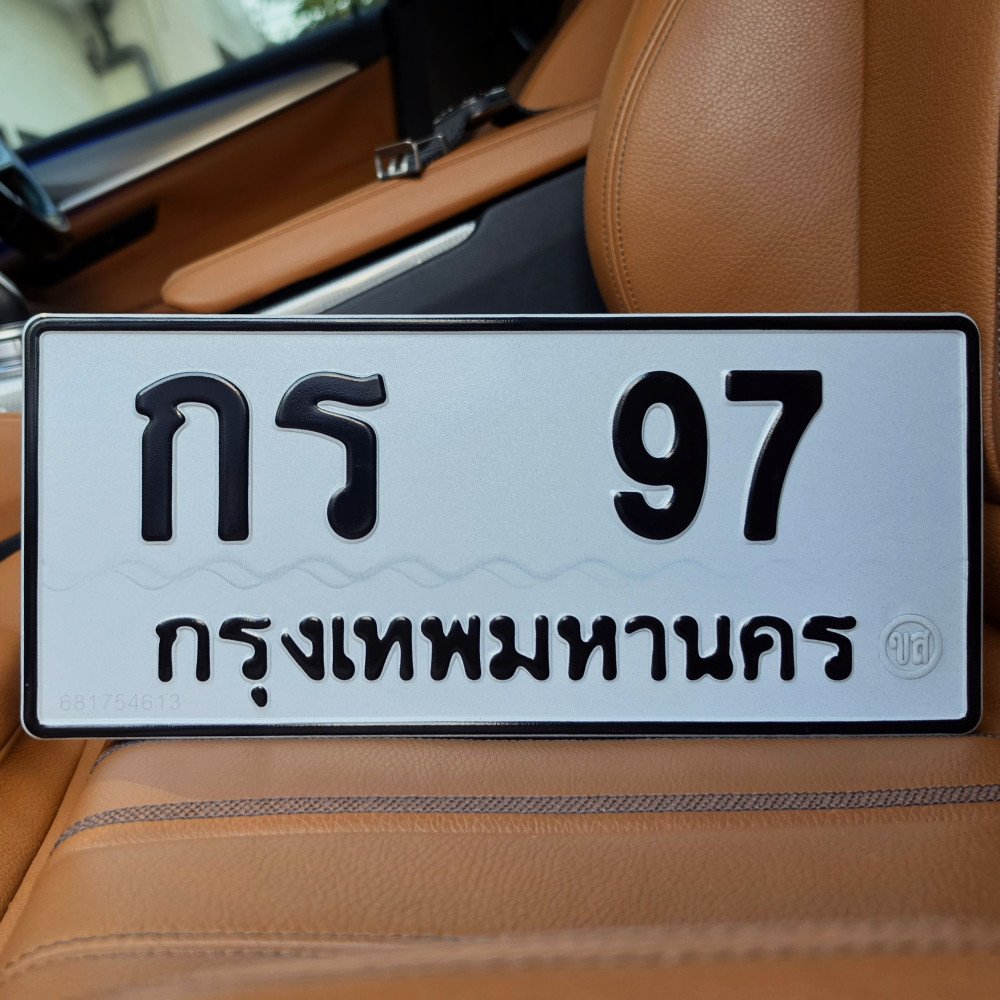 กร 97
กรุงเทพมหานคร
ขส
681754613